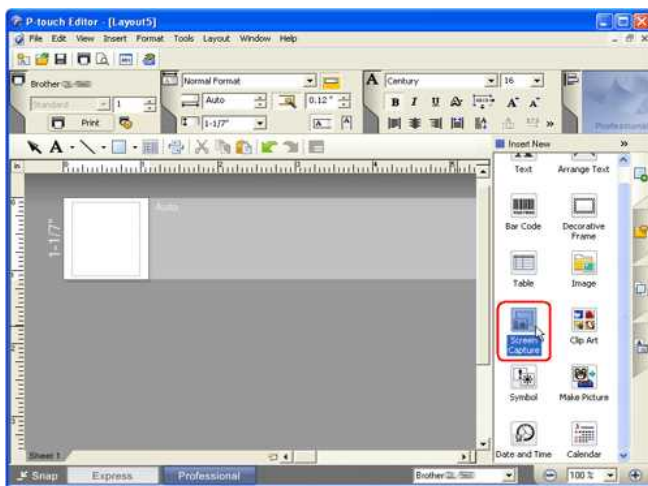 P-touch Editor - [Layout5]
File Edit View Insert Format Tools Layout Window Help
Brother
Standard 1
Print
Normal Format
Auto 0.12"
1-1/7"
A Century 16
B I U
Professional
Insert New
Text Arrange Text
Bar Code Decorative Frame
Table Image
Screen Capture Clip Art
Symbol Make Picture
Date and Time Calendar
1-1/7"
Auto
Sheet 1
Snap Express Professional Brother 100 %